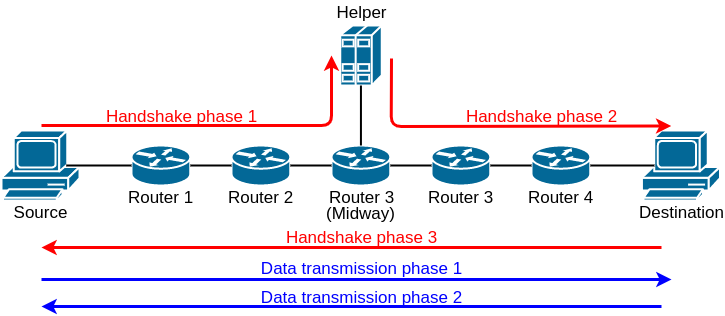 Helper
Handshake phase 1
Handshake phase 2
Router 1
Router 2
Router 3
(Midway)
Router 3
Router 4
Source
Destination
Handshake phase 3
Data transmission phase 1
Data transmission phase 2